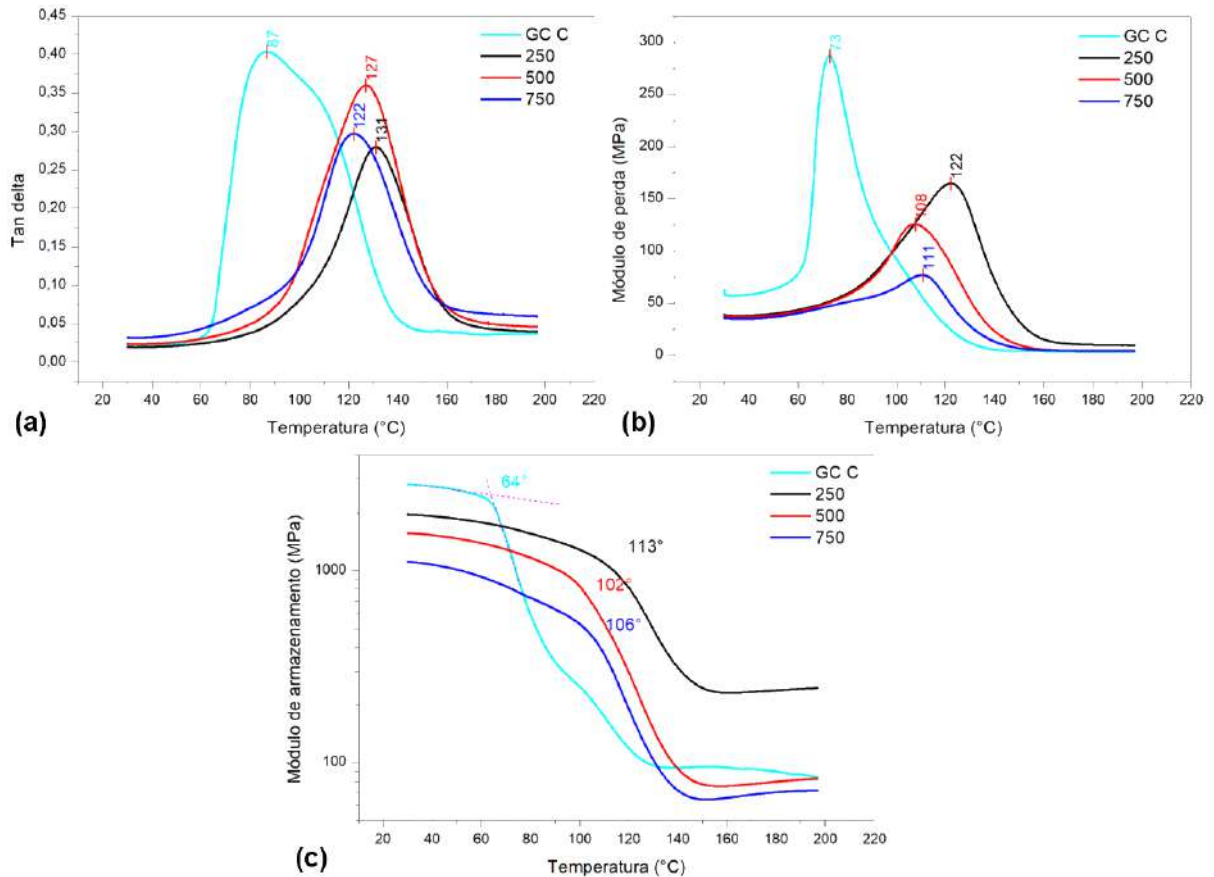 0,45
0,40
0,35
0,30
0,25
0,20
0,15
0,10
0,05
0,00
Tan delta
87
127
122
131
GC C
250
500
750
20 40 60 80 100 120 140 160 180 200 220
Temperatura (°C)
(a)
300
250
200
150
100
50
0
Módulo de perda (MPa)
73
122
108
111
GC C
250
500
750
20 40 60 80 100 120 140 160 180 200 220
Temperatura (°C)
(b)
1000
100
Módulo de armazenamento (MPa)
64°
113°
102°
106°
GC C
250
500
750
20 40 60 80 100 120 140 160 180 200 220
Temperatura (°C)
(c)